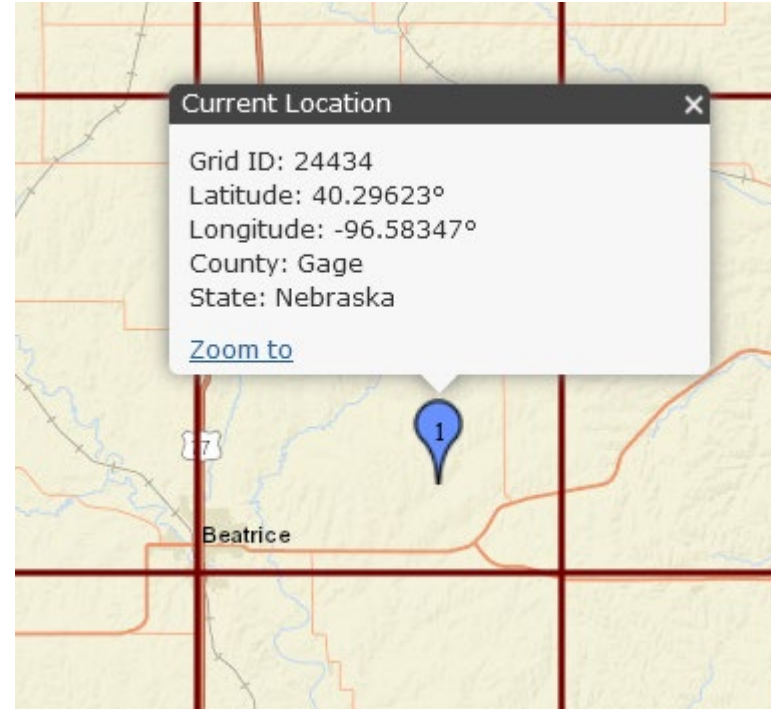 Current Location ×
Grid ID: 24434
Latitude: 40.29623°
Longitude: -96.58347°
County: Gage
State: Nebraska
Zoom to
1
Beatrice